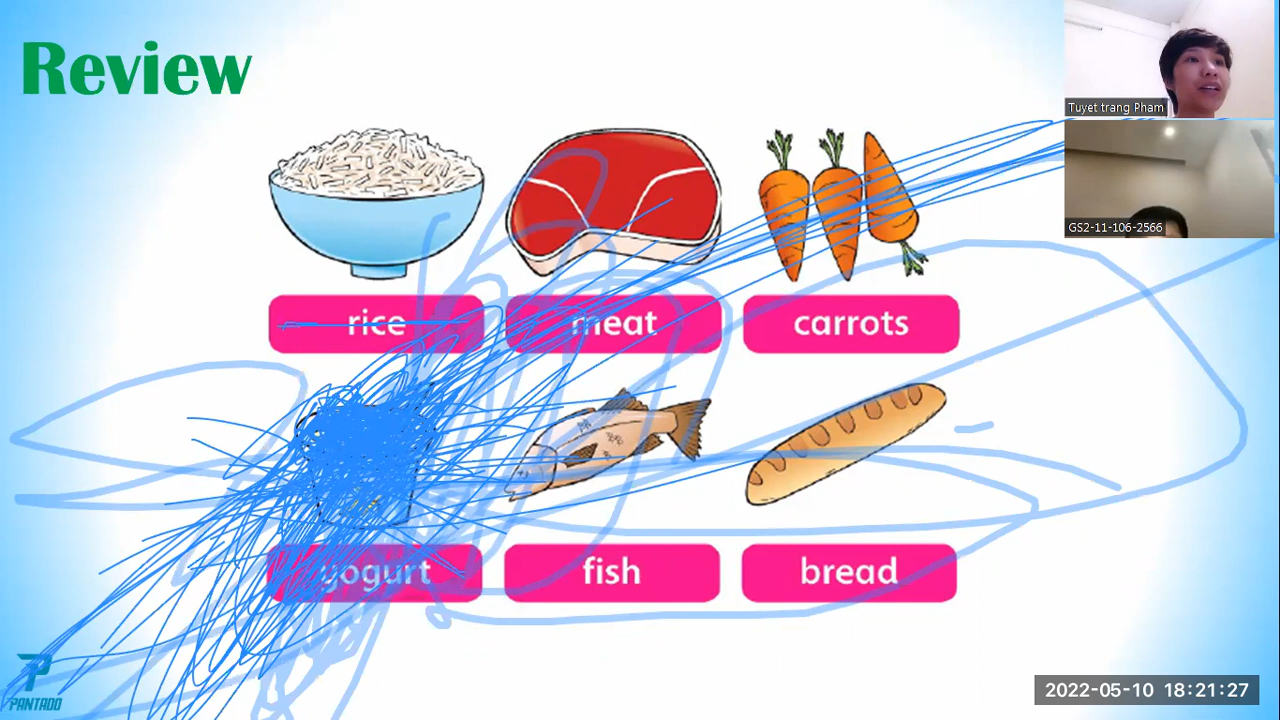 Review
Tuyet trang Pham
GS2-11-106-2566
rice
meat
carrots
yogurt
fish
bread
PANTADO
2022-05-10 18:21:27